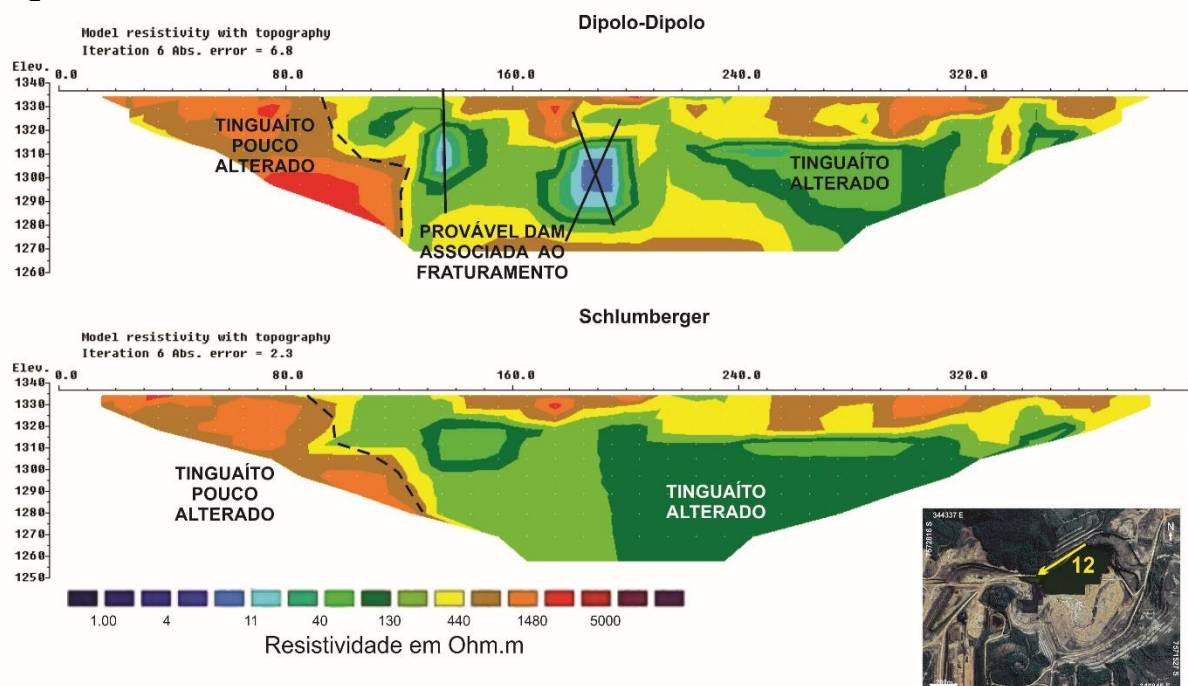 Dipolo-Dipolo
Model resistivity with topography
Iteration 6 Abs. error = 6.8
Elev.
0.0 80.0 160.0 240.0 320.0
1340
1330
1320
1310
1300
1290
1280
1270
1260
TINGUAÍTO
POUCO
ALTERADO
TINGUAÍTO
ALTERADO
PROVÁVEL DAM
ASSOCIADA AO
FRATURAMENTO
Schlumberger
Model resistivity with topography
Iteration 6 Abs. error = 2.3
Elev.
0.0 80.0 160.0 240.0 320.0
1340
1330
1320
1310
1300
1290
1280
1270
1260
1250
TINGUAÍTO
POUCO
ALTERADO
TINGUAÍTO
ALTERADO
1.00 4 11 40 130 440 1480 5000
Resistividade em Ohm.m
344337 E
7572816 S
N
12
7571527 S